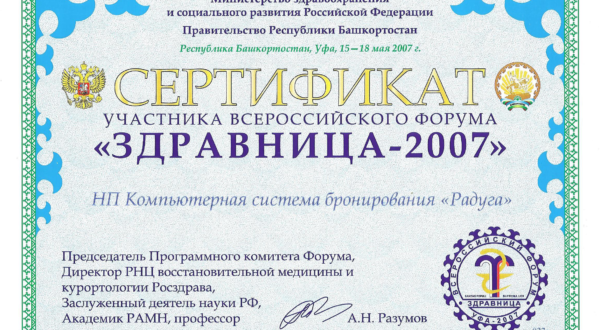 Министерство здравоохранения
и социального развития Российской Федерации
Правительство Республики Башкортостан
Республика Башкортостан, Уфа, 15—18 мая 2007 г.
СЕРТИФИКАТ
УЧАСТНИКА ВСЕРОССИЙСКОГО ФОРУМА
«ЗДРАВНИЦА-2007»
НП Компьютерная система бронирования «Радуга»
Председатель Программного комитета Форума,
Директор РНЦ восстановительной медицины и
курортологии Росздрава,
Заслуженный деятель науки РФ,
Академик РАМН, профессор
А.Н. Разумов
ВСЕРОССИЙСКИЙ ФОРУМ
ЗДРАВНИЦА
УФА-2007